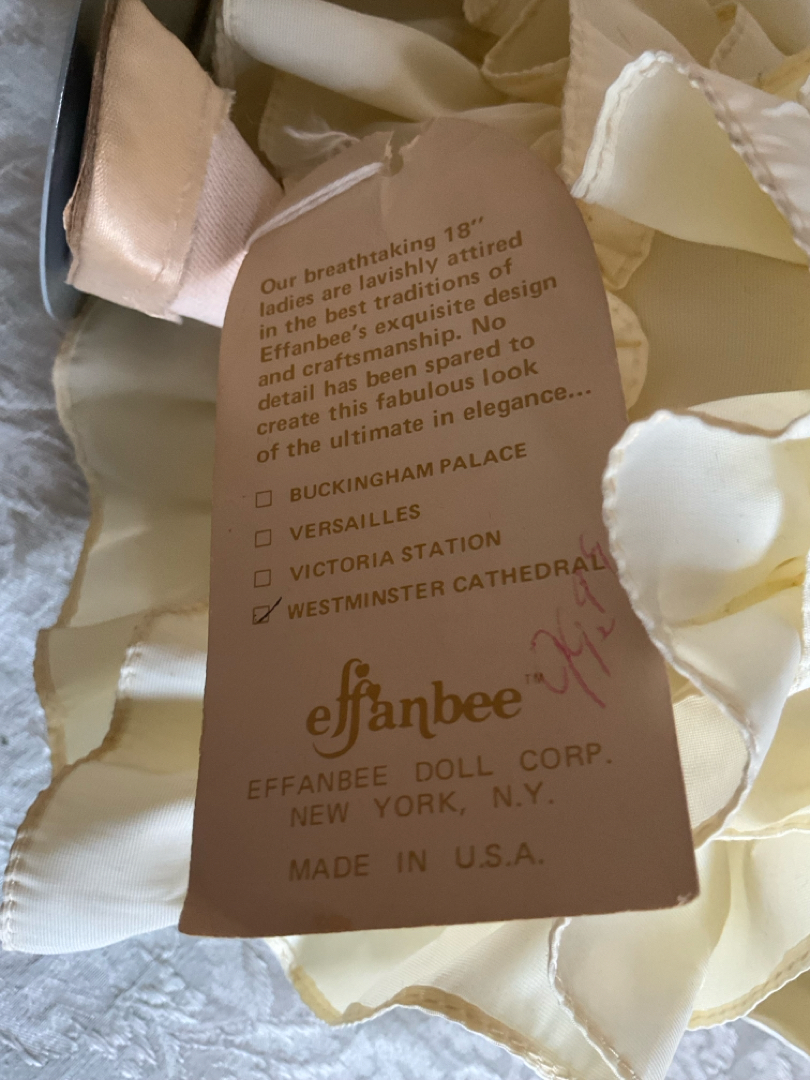 Our breathtaking 18"
ladies are lavishly attired
in the best traditions of
Effanbee's exquisite design
and craftsmanship. No
detail has been spared to
create this fabulous look
of the ultimate in elegance...
BUCKINGHAM PALACE
VERSAILLES
VICTORIA STATION
WESTMINSTER CATHEDRAL
effanbee™
EFFANBEE DOLL CORP.
NEW YORK, N.Y.
MADE IN U.S.A.